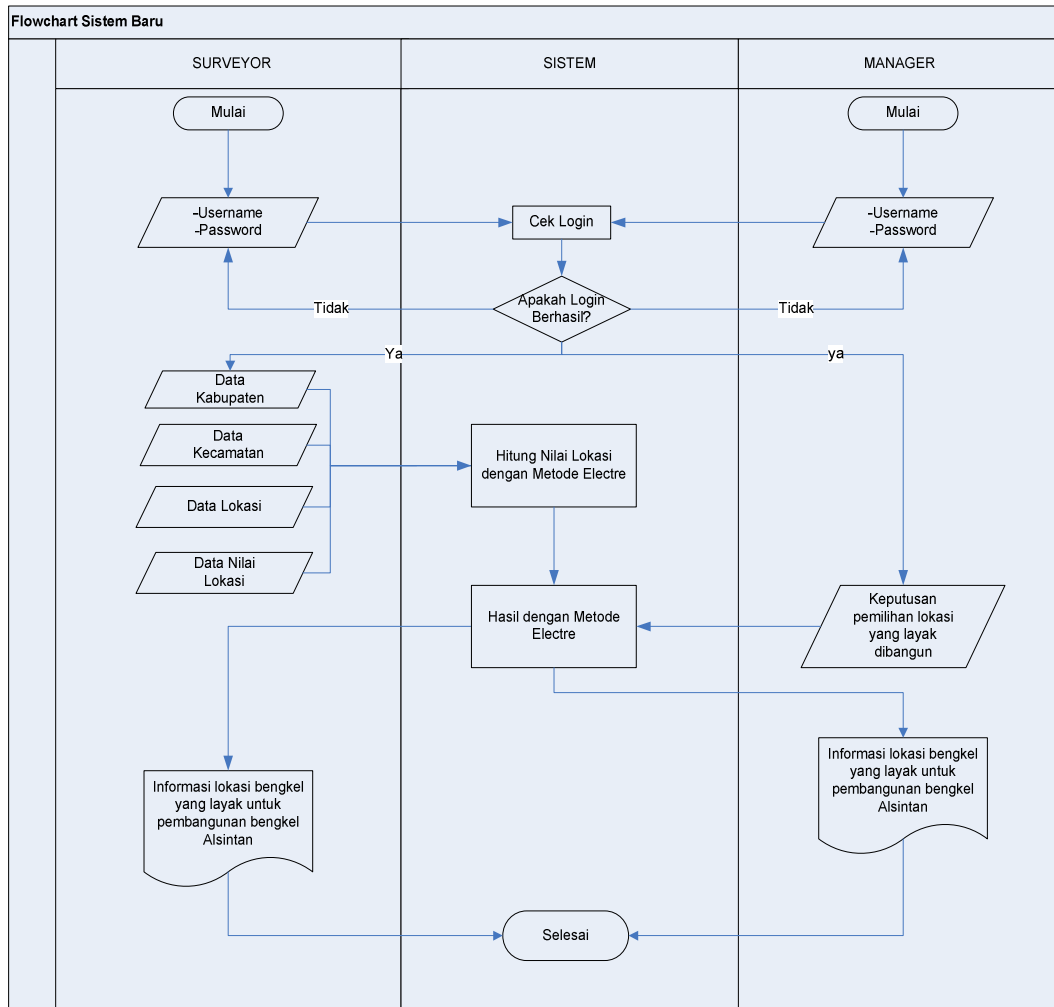 Flowchart Sistem Baru
SURVEYOR
SISTEM
MANAGER
Mulai
Mulai
-Username
-Password
Cek Login
-Username
-Password
Apakah Login
Berhasil?
Tidak
Tidak
Ya
ya
Data
Kabupaten
Data
Kecamatan
Data Lokasi
Data Nilai
Lokasi
Hitung Nilai Lokasi
dengan Metode Electre
Hasil dengan Metode
Electre
Keputusan
pemilihan lokasi
yang layak
dibangun
Informasi lokasi bengkel
yang layak untuk
pembangunan bengkel
Alsintan
Informasi lokasi bengkel
yang layak untuk
pembangunan bengkel
Alsintan
Selesai